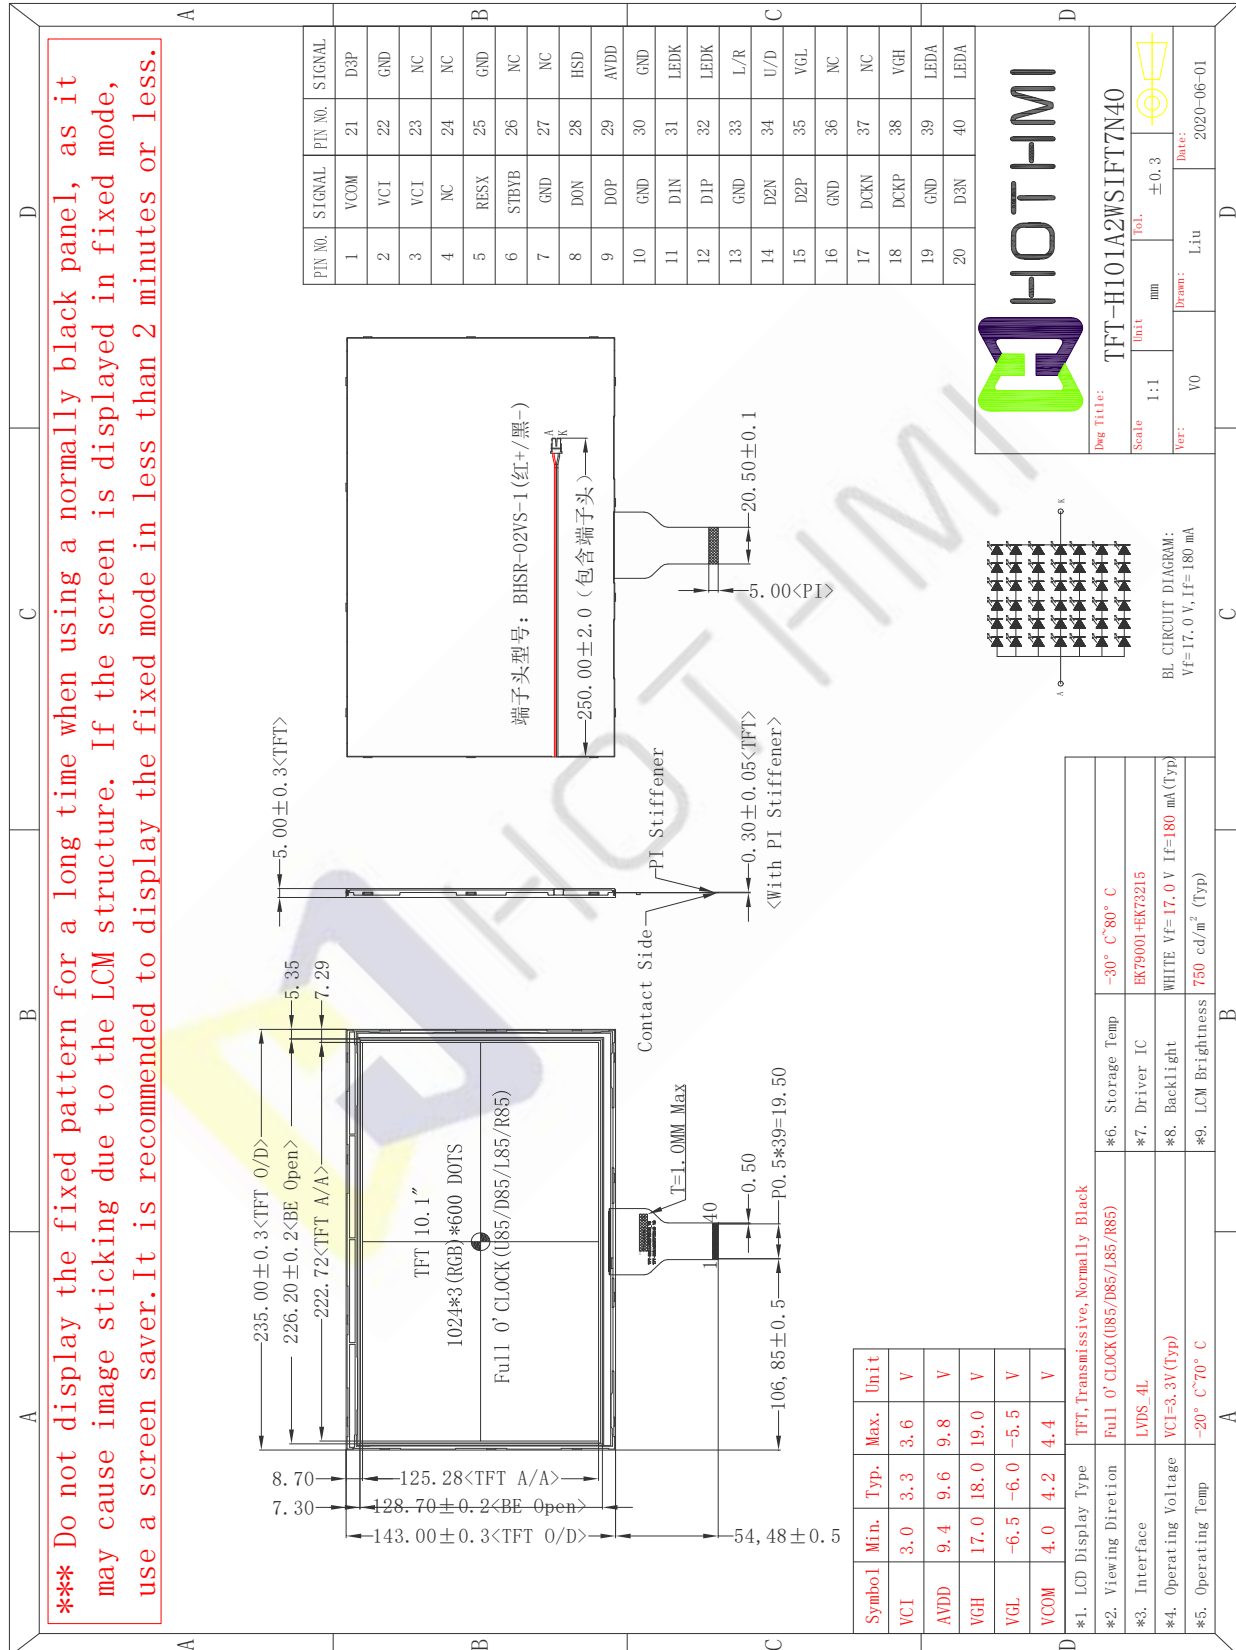 *** Do not display the fixed pattern for a long time when using a normally black panel, as it
may cause image sticking due to the LCM structure. If the screen is displayed in fixed mode,
use a screen saver.It is recommended to display the fixed mode in less than 2 minutes or less.
A
B
C
D
A
B
C
D
A
B
C
D
A
B
C
D
235.00±0.3<TFT O/D>
226.20±0.2<BE Open>
222.72<TFT A/A>
5.35
7.29
8.70
7.30
125.28<TFT A/A>
128.70±0.2<BE Open>
143.00±0.3<TFT O/D>
54,48±0.5
TFT 10.1"
1024*3(RGB)*600 DOTS
Full O'CLOCK(U85/D85/L85/R85)
T=1.0MM Max
1
40
0.50
P0.5*39=19.50
106,85±0.5
5.00±0.3<TFT>
Contact Side
PI Stiffener
0.30±0.05<TFT>
<With PI Stiffener>
端子头型号: BHSR-02VS-1(红+/黑-)
A
K
250.00±2.0 (包含端子头)
5.00<PI>
20.50±0.1
PIN NO. SIGNAL PIN NO. SIGNAL
1 VCOM 21 D3P
2 VCI 22 GND
3 VCI 23 NC
4 NC 24 NC
5 RESX 25 GND
6 STBYB 26 NC
7 GND 27 NC
8 D0N 28 HSD
9 D0P 29 AVDD
10 GND 30 GND
11 D1N 31 LEDK
12 D1P 32 LEDK
13 GND 33 L/R
14 D2N 34 U/D
15 D2P 35 VGL
16 GND 36 NC
17 DCKN 37 NC
18 DCKP 38 VGH
19 GND 39 LEDA
20 D3N 40 LEDA
Symbol Min. Typ. Max. Unit
VCI 3.0 3.3 3.6 V
AVDD 9.4 9.6 9.8 V
VGH 17.0 18.0 19.0 V
VGL -6.5 -6.0 -5.5 V
VCOM 4.0 4.2 4.4 V
*1. LCD Display Type TFT,Transmissive,Normally Black
*2. Viewing Diretion Full O'CLOCK(U85/D85/L85/R85)
*3. Interface LVDS_4L
*4. Operating Voltage VCI=3.3V(Typ)
*5. Operating Temp -20° C~70° C
*6. Storage Temp -30° C~80° C
*7. Driver IC EK79001+EK73215
*8. Backlight WHITE Vf=17.0 V If=180 mA(Typ)
*9. LCM Brightness 750 cd/m² (Typ)
A
K
BL CIRCUIT DIAGRAM:
Vf=17.0 V,If=180 mA
HOTHMI
Dwg Title:
TFT-H101A2WSIFT7N40
Scale 1:1 Unit mm Tol. ±0.3
Ver: V0 Drawn: Liu Date: 2020-06-01
HOTHMI